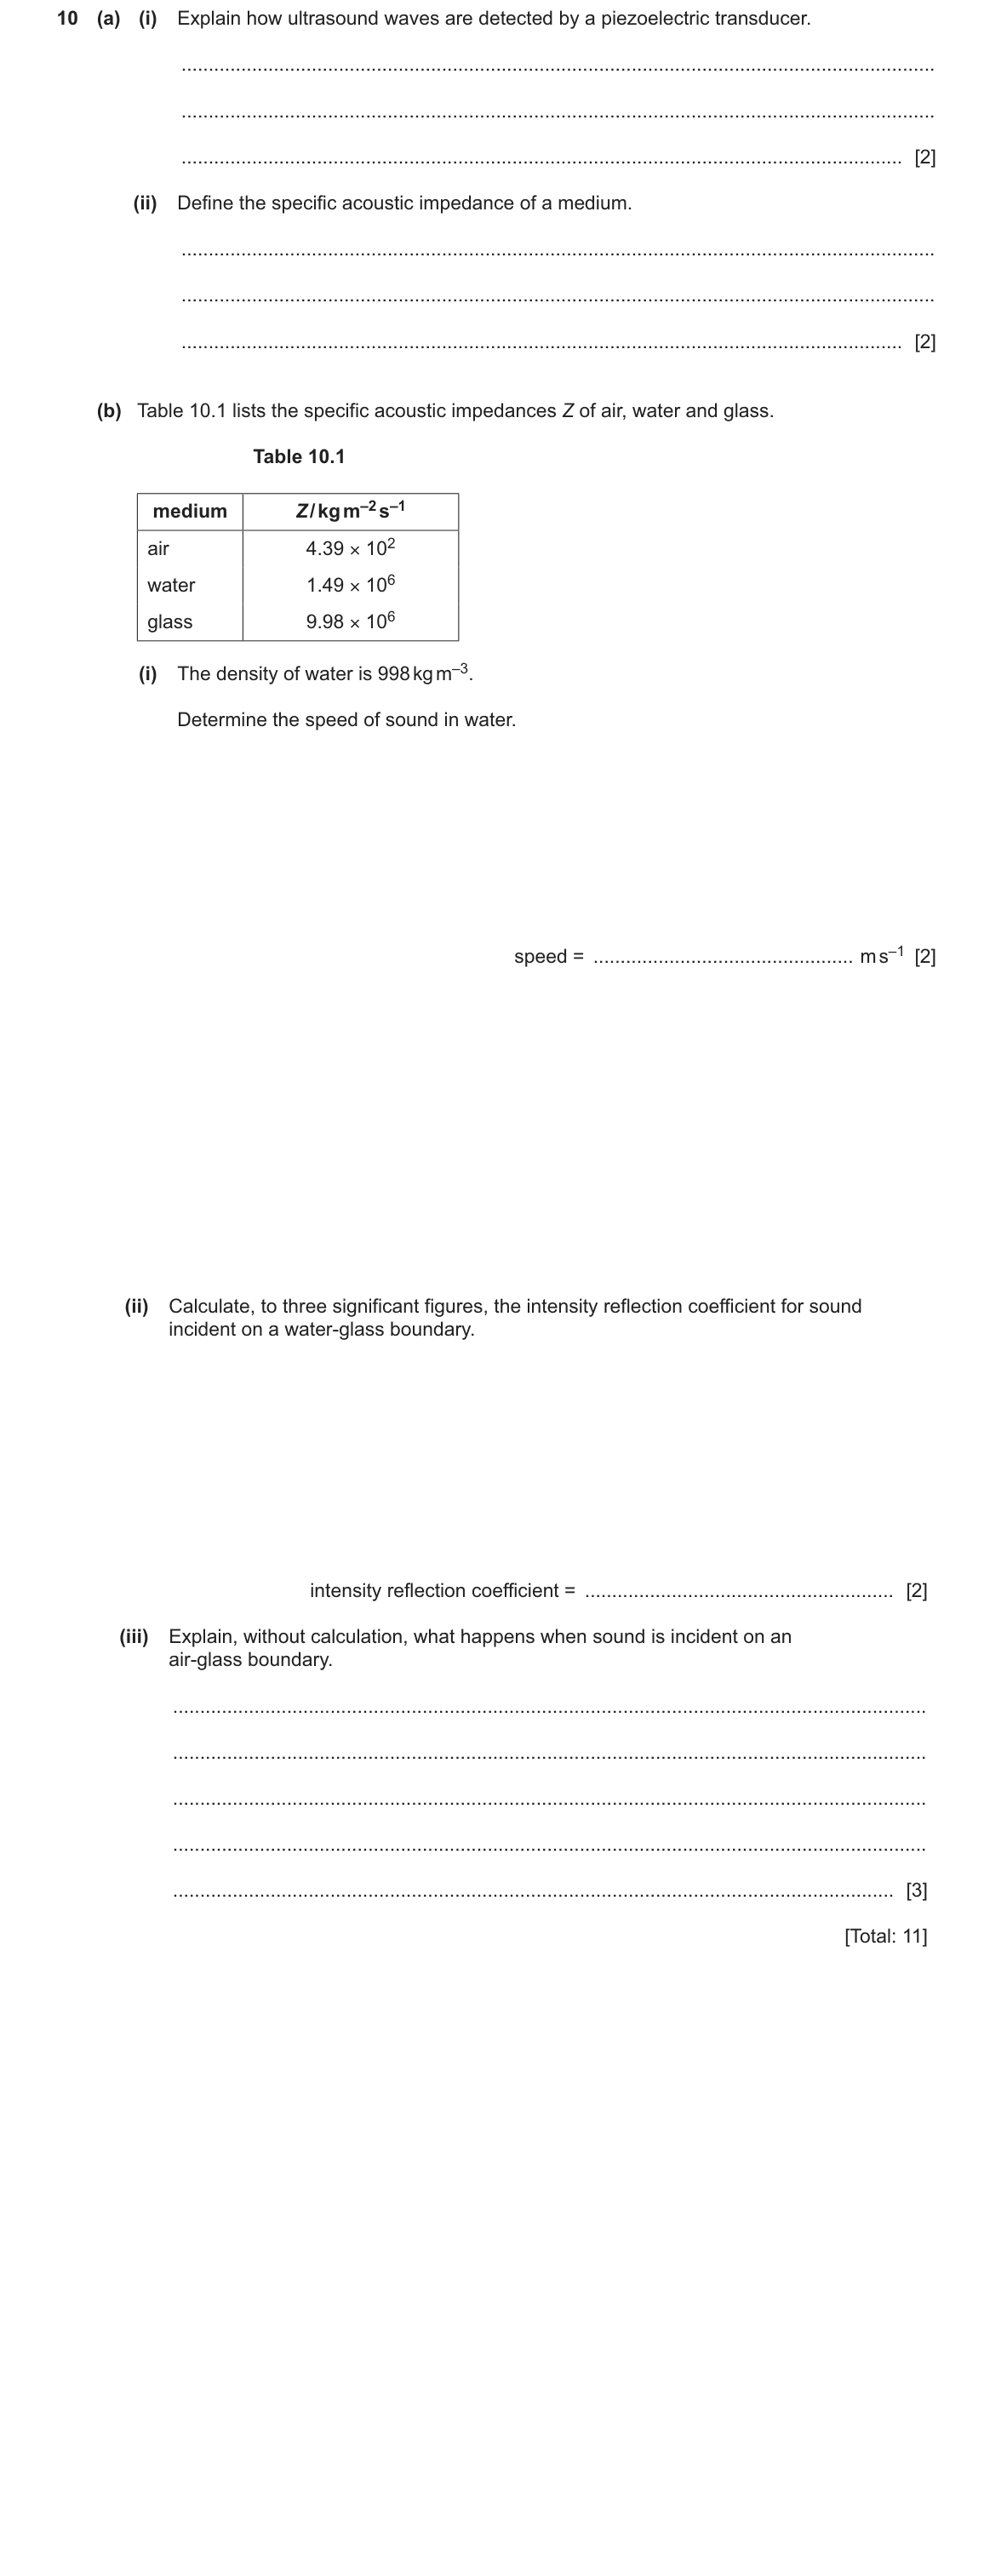 10 (a) (i) Explain how ultrasound waves are detected by a piezoelectric transducer.
...........................................................................................................................................
...........................................................................................................................................
..................................................................................................................................... [2]
(ii) Define the specific acoustic impedance of a medium.
...........................................................................................................................................
...........................................................................................................................................
..................................................................................................................................... [2]
(b) Table 10.1 lists the specific acoustic impedances Z of air, water and glass.
Table 10.1
medium Z/kg m⁻² s⁻¹
air 4.39 × 10²
water 1.49 × 10⁶
glass 9.98 × 10⁶
(i) The density of water is 998 kg m⁻³.
Determine the speed of sound in water.
speed = ................................................ m s⁻¹ [2]
(ii) Calculate, to three significant figures, the intensity reflection coefficient for sound
incident on a water-glass boundary.
intensity reflection coefficient = ......................................................... [2]
(iii) Explain, without calculation, what happens when sound is incident on an
air-glass boundary.
...........................................................................................................................................
...........................................................................................................................................
...........................................................................................................................................
...........................................................................................................................................
..................................................................................................................................... [3]
[Total: 11]